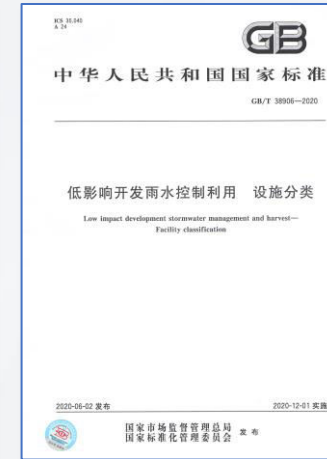 ICS 30.040
A 24
GB
中华人民共和国国家标准
GB/T 38906—2020
低影响开发雨水控制利用 设施分类
Low impact development stormwater management and harvest—
Facility classification
2020-06-02 发布
2020-12-01 实施
国家市场监督管理总局
国家标准化管理委员会
发布